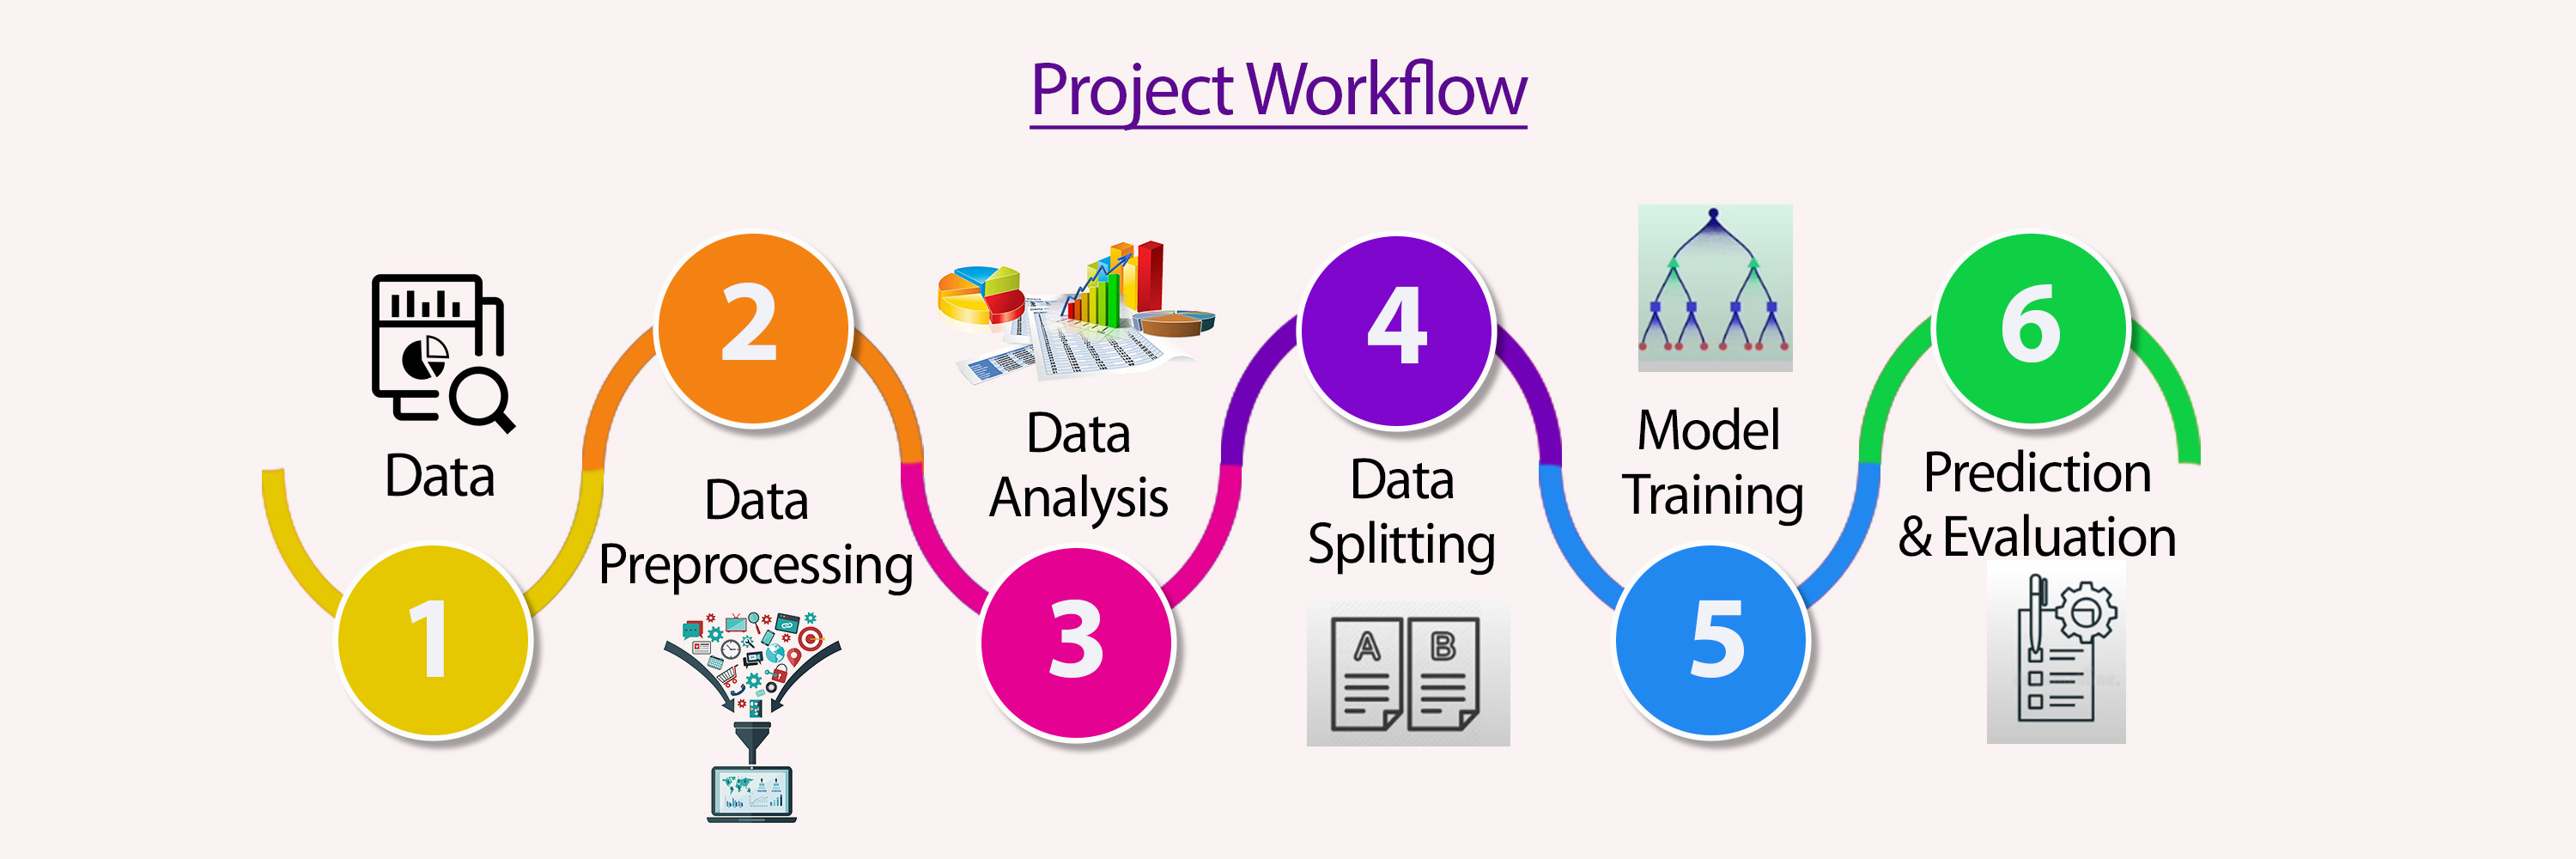 Project Workflow
1
Data
2
Data
Preprocessing
3
Data
Analysis
4
Data
Splitting
A B
5
Model
Training
6
Prediction
& Evaluation